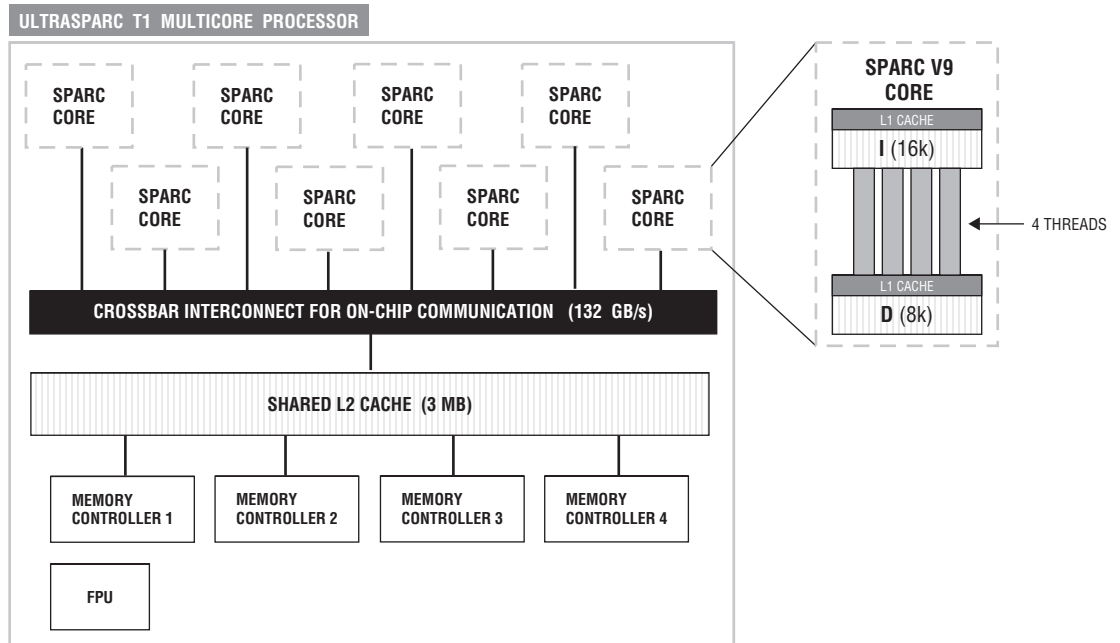 ULTRASPARC T1 MULTICORE PROCESSOR
SPARC
CORE
SPARC
CORE
SPARC
CORE
SPARC
CORE
SPARC
CORE
SPARC
CORE
SPARC
CORE
SPARC
CORE
CROSSBAR INTERCONNECT FOR ON-CHIP COMMUNICATION (132 GB/s)
SHARED L2 CACHE (3 MB)
MEMORY
CONTROLLER 1
MEMORY
CONTROLLER 2
MEMORY
CONTROLLER 3
MEMORY
CONTROLLER 4
FPU
SPARC V9
CORE
L1 CACHE
I (16k)
4 THREADS
L1 CACHE
D (8k)